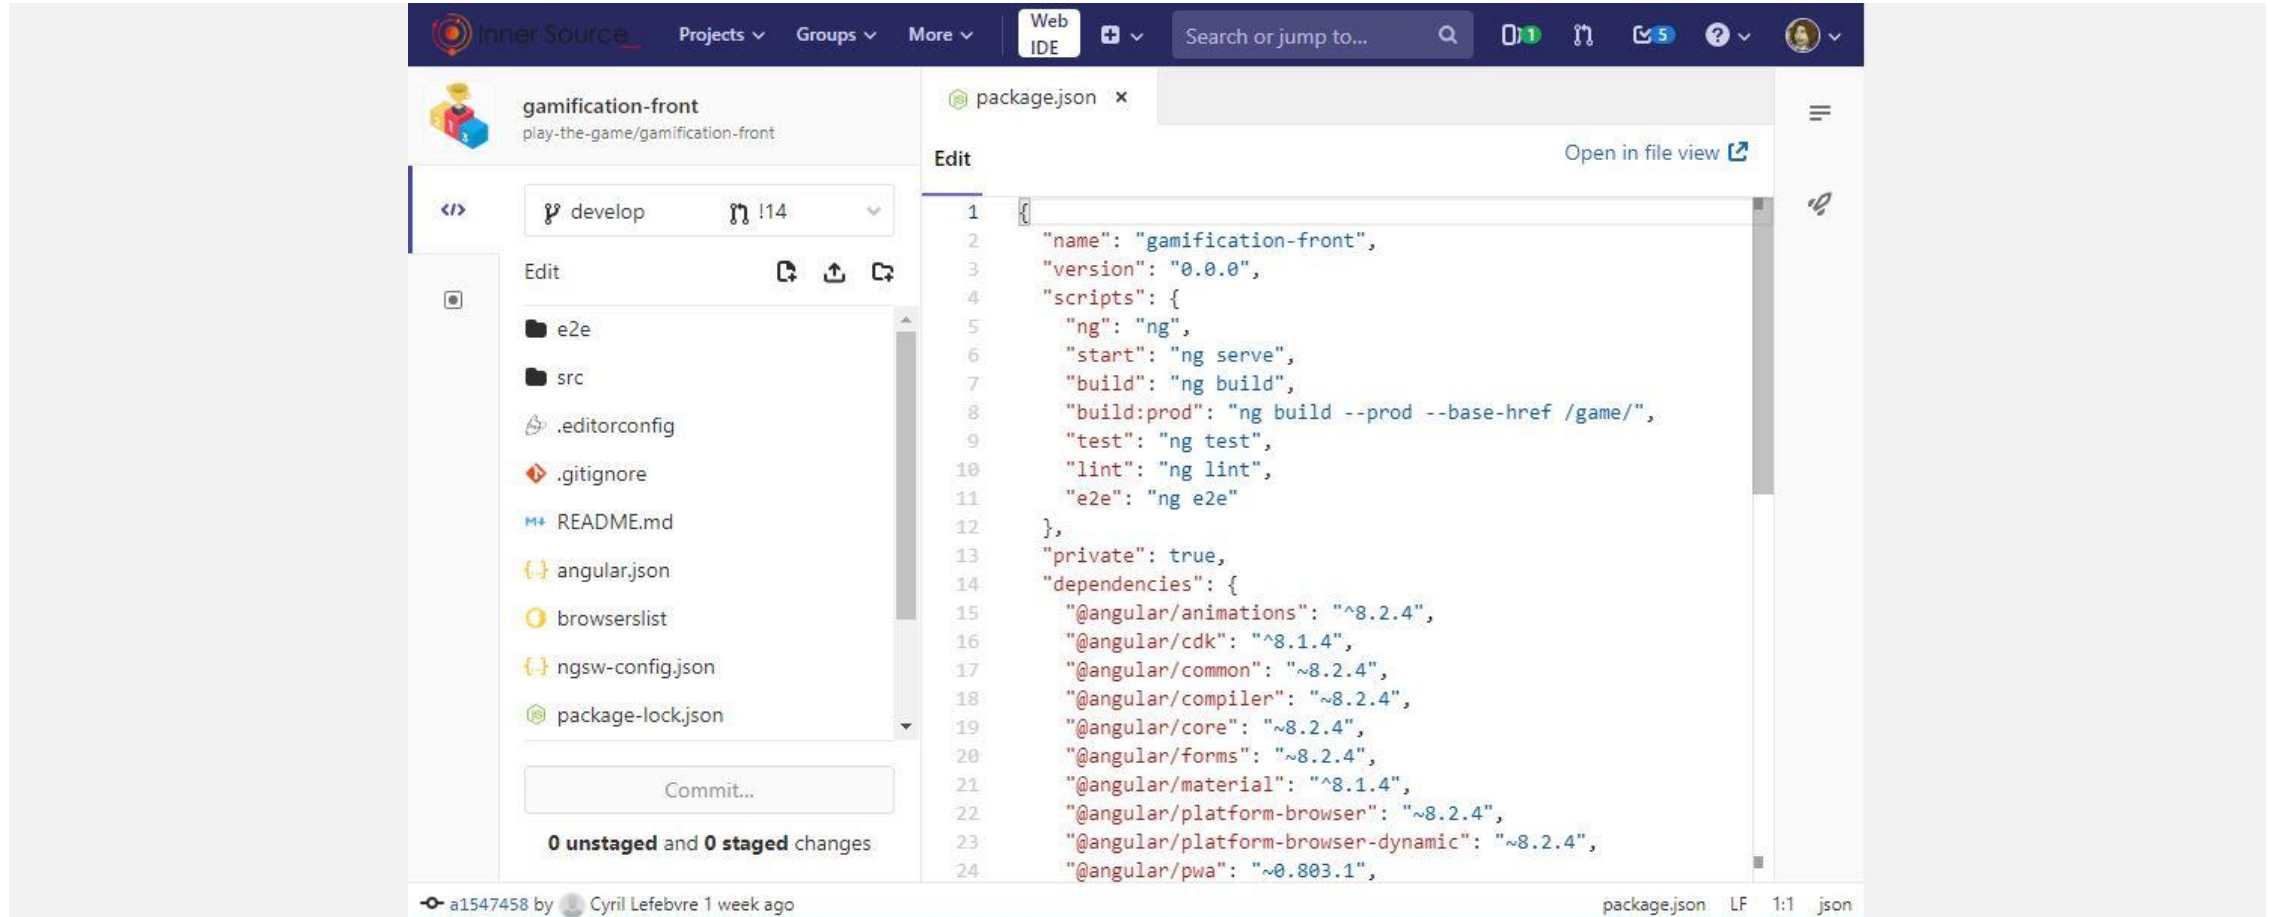 Inner Source_ Projects Groups More Web IDE Search or jump to... 1 5
gamification-front
play-the-game/gamification-front
develop !14
Edit
e2e
src
.editorconfig
.gitignore
README.md
angular.json
browserslist
ngsw-config.json
package-lock.json
Commit...
0 unstaged and 0 staged changes
package.json
Edit Open in file view
1 {
2 "name": "gamification-front",
3 "version": "0.0.0",
4 "scripts": {
5 "ng": "ng",
6 "start": "ng serve",
7 "build": "ng build",
8 "build:prod": "ng build --prod --base-href /game/",
9 "test": "ng test",
10 "lint": "ng lint",
11 "e2e": "ng e2e"
12 },
13 "private": true,
14 "dependencies": {
15 "@angular/animations": "^8.2.4",
16 "@angular/cdk": "^8.1.4",
17 "@angular/common": "~8.2.4",
18 "@angular/compiler": "~8.2.4",
19 "@angular/core": "~8.2.4",
20 "@angular/forms": "~8.2.4",
21 "@angular/material": "^8.1.4",
22 "@angular/platform-browser": "~8.2.4",
23 "@angular/platform-browser-dynamic": "~8.2.4",
24 "@angular/pwa": "~0.803.1",
a1547458 by Cyril Lefebvre 1 week ago package.json LF 1:1 json